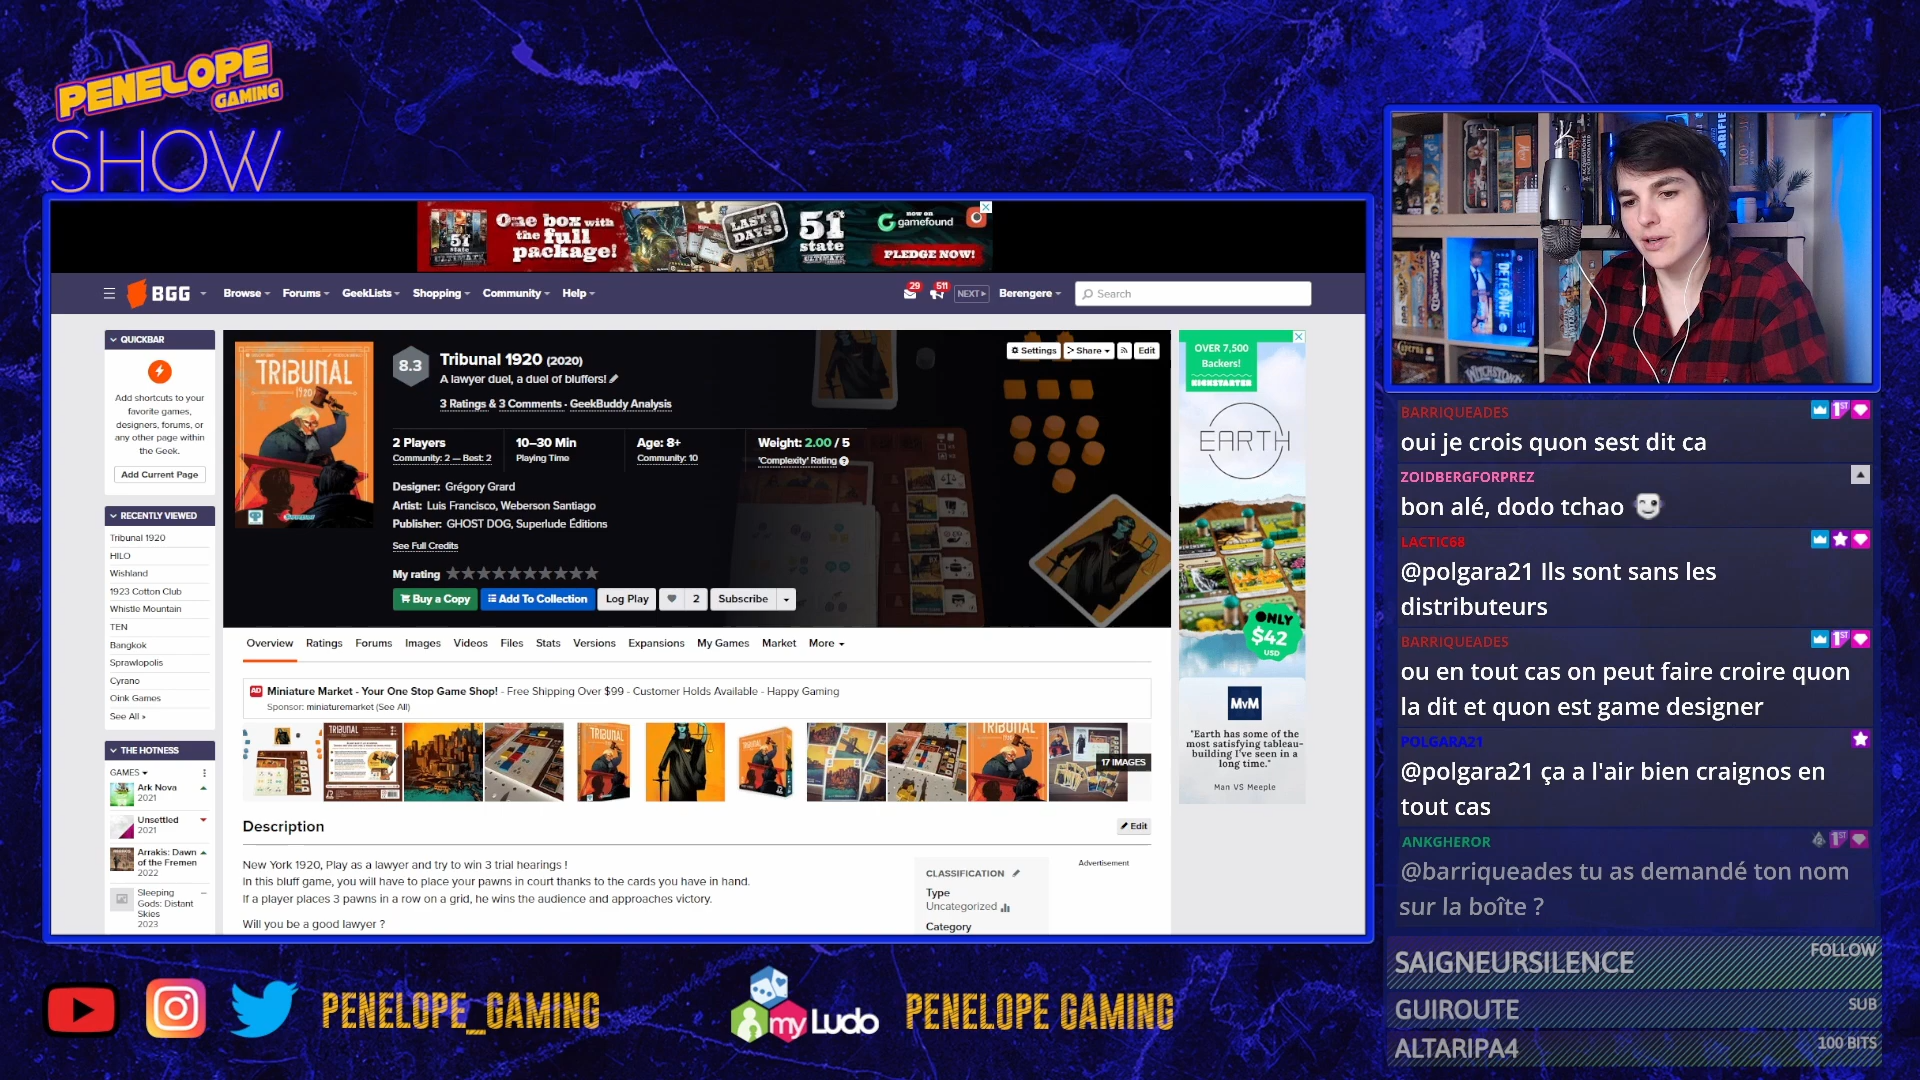 PENELOPE
GAMING
SHOW
One box with
the full
package!
51
state
LAST
DAYS!
51
state
ULTIMATE
now on
gamefound
PLEDGE NOW!
BGG
Browse
Forums
GeekLists
Shopping
Community
Help
29
511
NEXT
Berengere
Search
QUICKBAR
Add shortcuts to your
favorite games,
designers, forums, or
any other page within
the Geek.
Add Current Page
RECENTLY VIEWED
Tribunal 1920
HILO
Wishland
1923 Cotton Club
Whistle Mountain
TEN
Bangkok
Sprawlopolis
Cyrano
Oink Games
See All »
THE HOTNESS
GAMES
Ark Nova
2021
Unsettled
2021
Arrakis: Dawn
of the Fremen
2022
Sleeping
Gods: Distant
Skies
2023
TRIBUNAL
1920
8.3
Tribunal 1920 (2020)
A lawyer duel, a duel of bluffers!
3 Ratings & 3 Comments · GeekBuddy Analysis
Settings
Share
Edit
2 Players
Community: 2 — Best: 2
10–30 Min
Playing Time
Age: 8+
Community: 10
Weight: 2.00 / 5
'Complexity' Rating
Designer: Grégory Grard
Artist: Luis Francisco, Weberson Santiago
Publisher: GHOST DOG, Superlude Éditions
See Full Credits
My rating
Buy a Copy
Add To Collection
Log Play
2
Subscribe
Overview
Ratings
Forums
Images
Videos
Files
Stats
Versions
Expansions
My Games
Market
More
AD Miniature Market - Your One Stop Game Shop! - Free Shipping Over $99 - Customer Holds Available - Happy Gaming
Sponsor: miniaturemarket (See All)
TRIBUNAL
TRIBUNAL
TRIBUNAL
17 IMAGES
Description
Edit
New York 1920, Play as a lawyer and try to win 3 trial hearings !
In this bluff game, you will have to place your pawns in court thanks to the cards you have in hand.
If a player places 3 pawns in a row on a grid, he wins the audience and approaches victory.
Will you be a good lawyer ?
CLASSIFICATION
Type
Uncategorized
Category
Advertisement
OVER 7,500
Backers!
KICKSTARTER
EARTH
ONLY
$42
USD
MvM
"Earth has some of the
most satisfying tableau-
building I've seen in a
long time."
Man VS Meeple
DETECTIVE
BARRIQUEADES
oui je crois quon sest dit ca
ZOIDBERGFORPREZ
bon alé, dodo tchao
LACTIC68
@polgara21 Ils sont sans les
distributeurs
BARRIQUEADES
ou en tout cas on peut faire croire quon
la dit et quon est game designer
POLGARA21
@polgara21 ça a l'air bien craignos en
tout cas
ANKGHEROR
@barriqueades tu as demandé ton nom
sur la boîte ?
SAIGNEURSILENCE
FOLLOW
GUIROUTE
SUB
ALTARIPA4
100 BITS
PENELOPE_GAMING
myLudo
PENELOPE GAMING